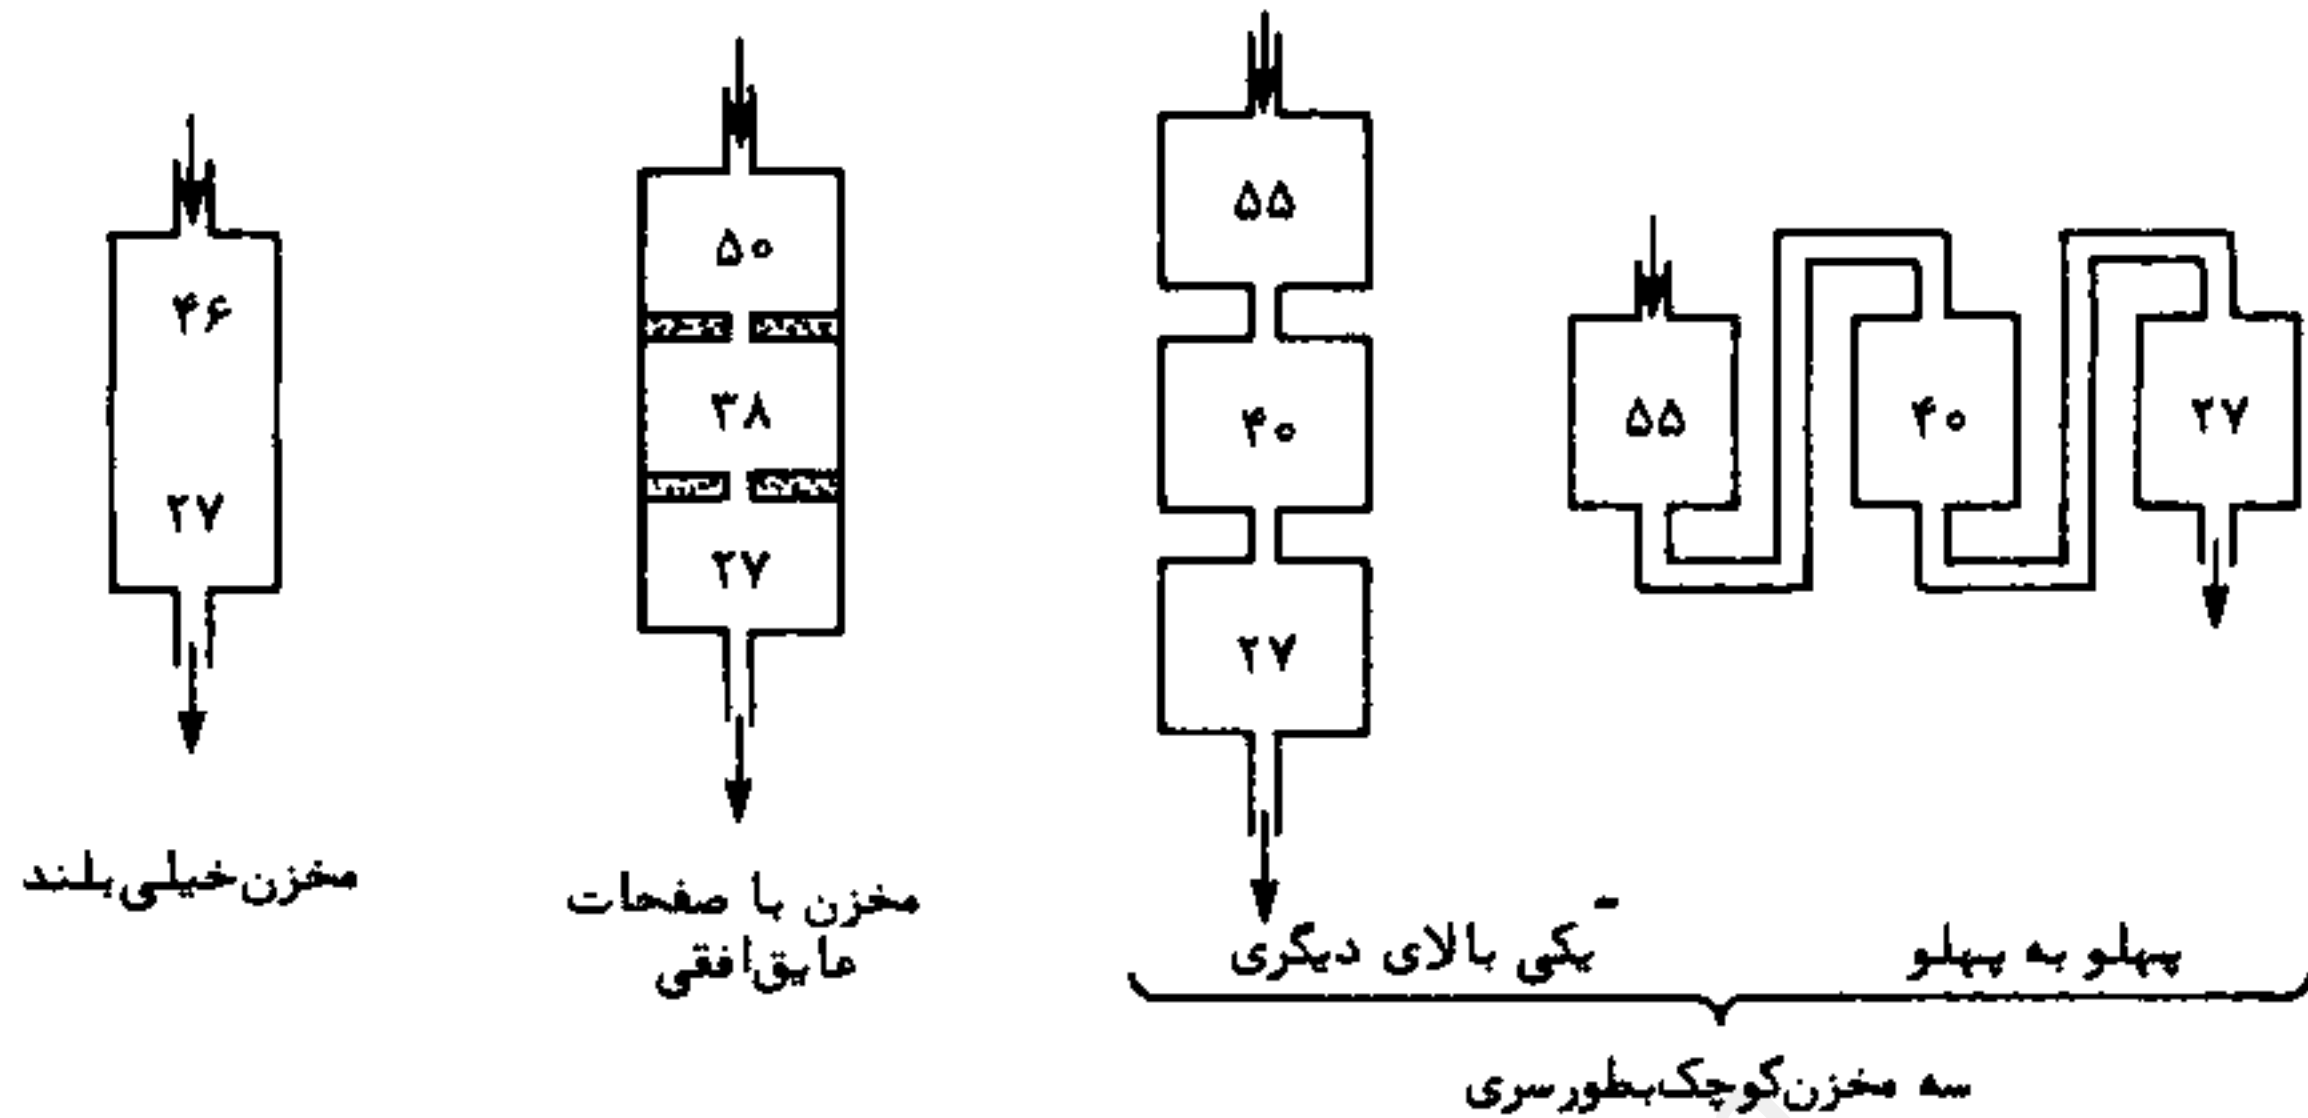 ۴۶
۲۷
مخزن خیلی بلند
۵۰
۳۸
۲۷
مخزن با صفحات
عایق افقی
۵۵
۴۰
۲۷
یکی بالای دیگری
۵۵
۴۰
۲۷
پهلو به پهلو
سه مخزن کوچک بطور سری